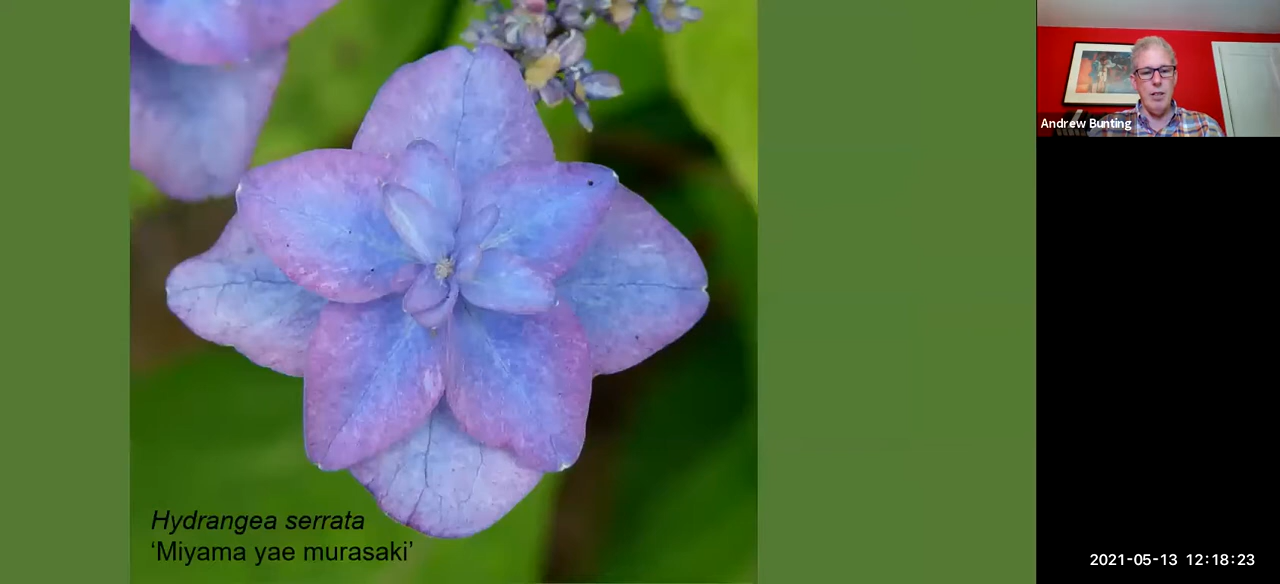 Andrew Bunting
Hydrangea serrata
‘Miyama yae murasaki’
2021-05-13 12:18:23